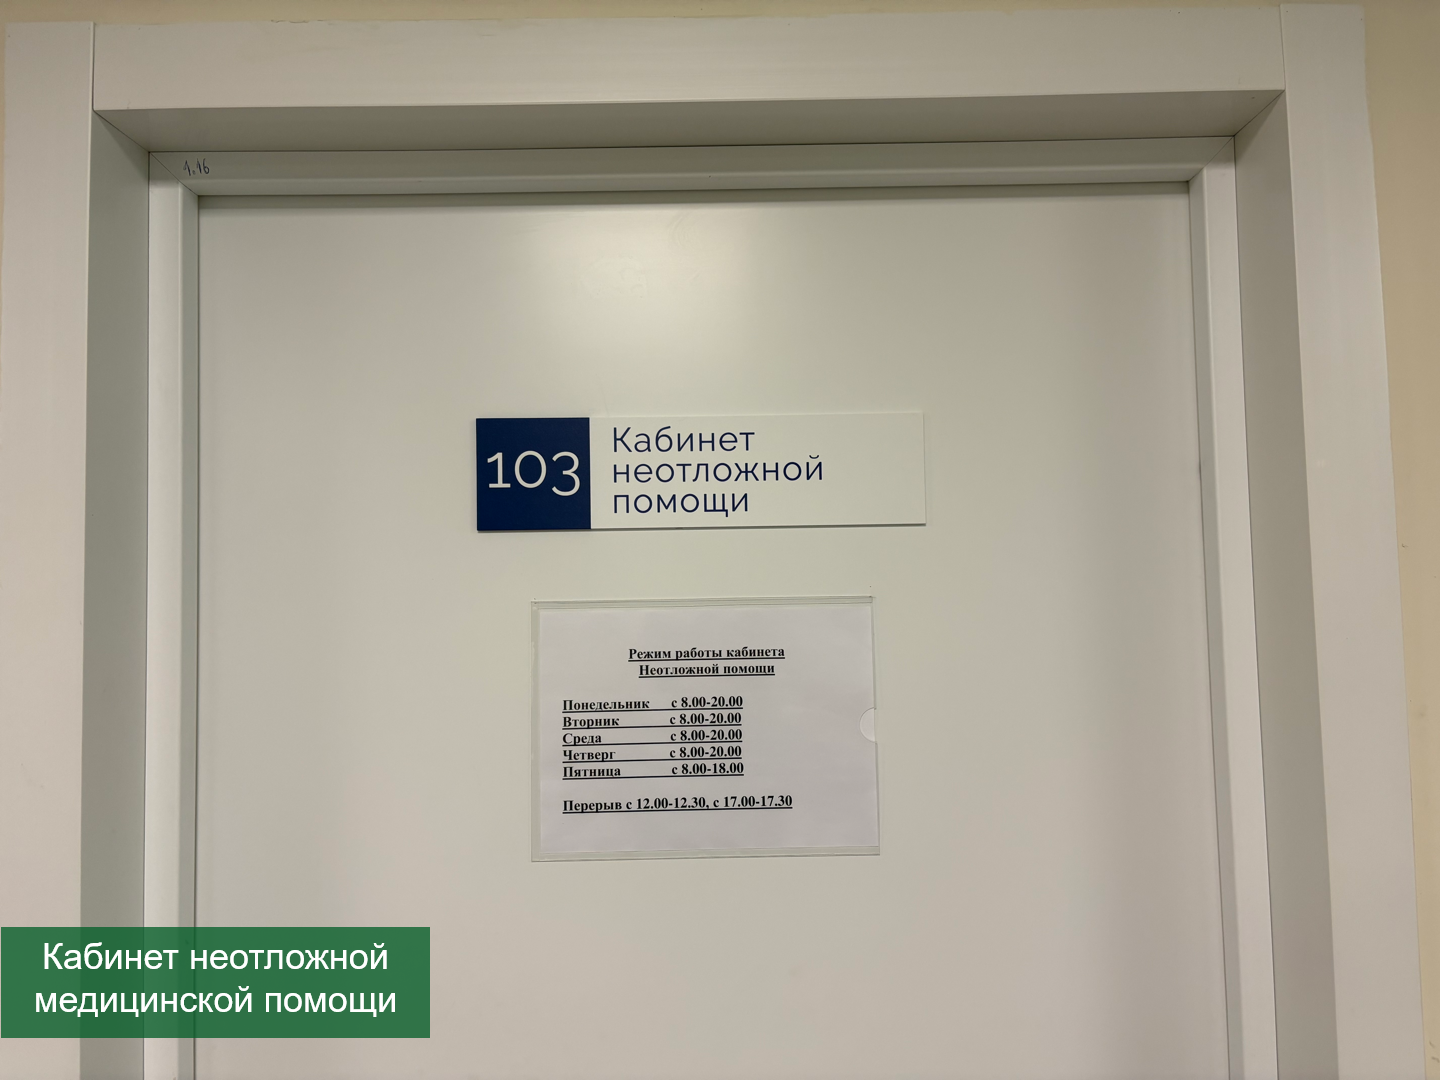 1.16
103
Кабинет
неотложной
помощи
Режим работы кабинета
Неотложной помощи
Понедельник с 8.00-20.00
Вторник с 8.00-20.00
Среда с 8.00-20.00
Четверг с 8.00-20.00
Пятница с 8.00-18.00
Перерыв с 12.00-12.30, с 17.00-17.30
Кабинет неотложной
медицинской помощи